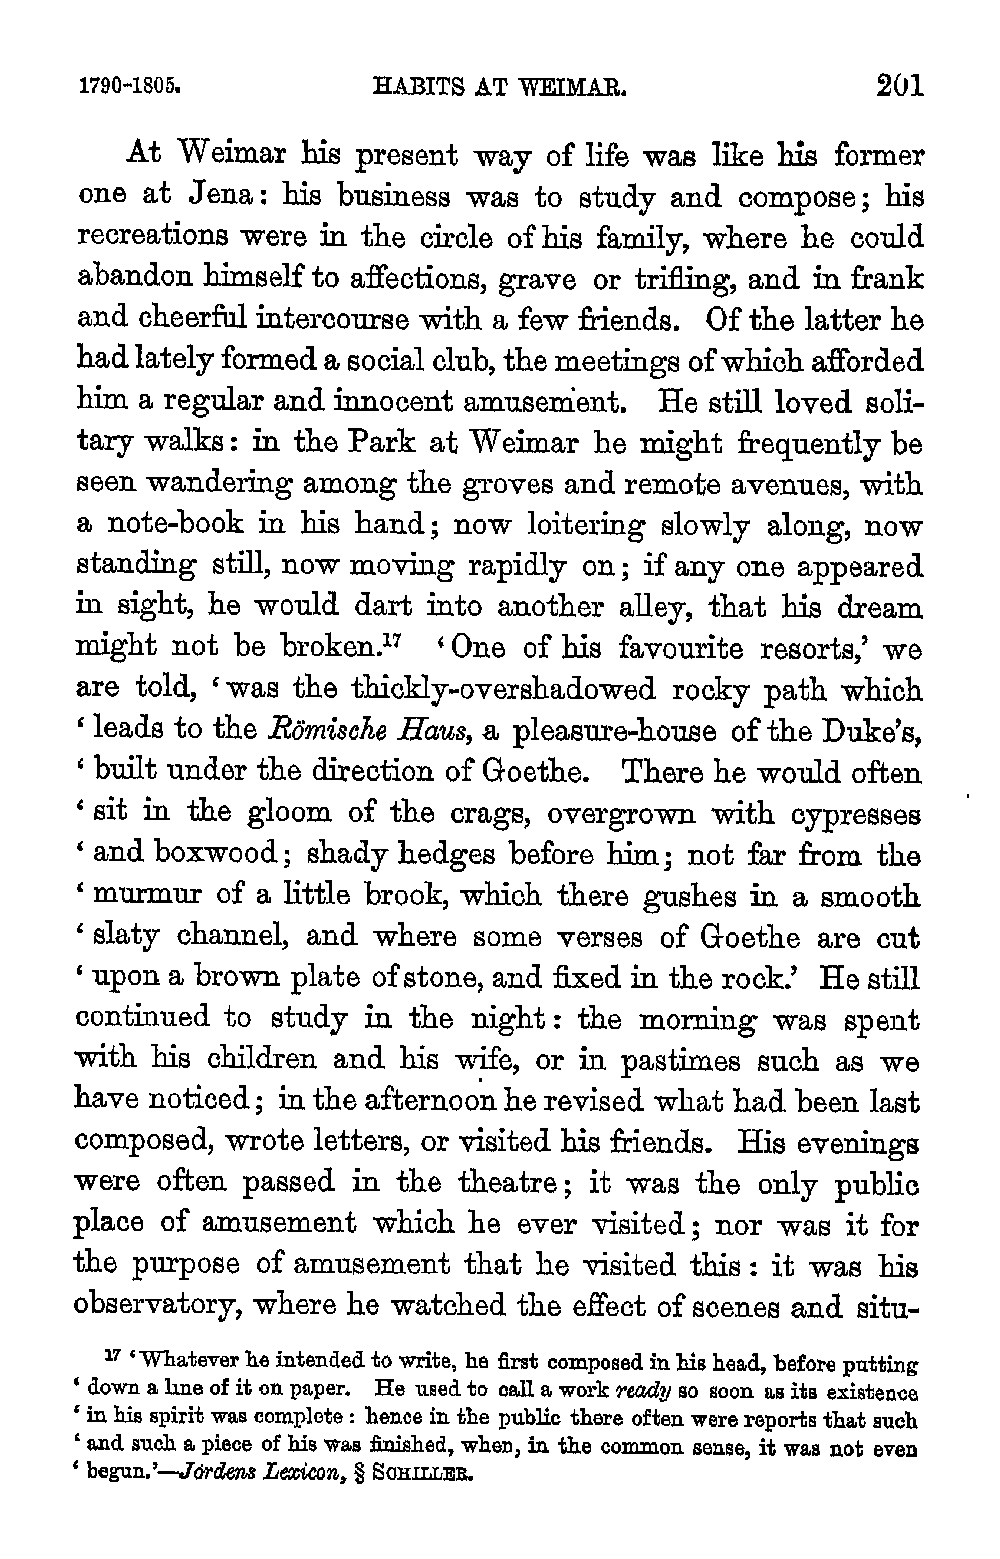 1790-1805. HABITS AT WEIMAR. 201
At Weimar his present way of life was like his former
one at Jena: his business was to study and compose; his
recreations were in the circle of his family, where he could
abandon himself to affections, grave or trifling, and in frank
and cheerful intercourse with a few friends. Of the latter he
had lately formed a social club, the meetings of which afforded
him a regular and innocent amusement. He still loved soli-
tary walks: in the Park at Weimar he might frequently be
seen wandering among the groves and remote avenues, with
a note-book in his hand; now loitering slowly along, now
standing still, now moving rapidly on; if any one appeared
in sight, he would dart into another alley, that his dream
might not be broken.¹⁷ ‘One of his favourite resorts,’ we
are told, ‘was the thickly-overshadowed rocky path which
‘leads to the Römische Haus, a pleasure-house of the Duke’s,
‘built under the direction of Goethe. There he would often
‘sit in the gloom of the crags, overgrown with cypresses
‘and boxwood; shady hedges before him; not far from the
‘murmur of a little brook, which there gushes in a smooth
‘slaty channel, and where some verses of Goethe are cut
‘upon a brown plate of stone, and fixed in the rock.’ He still
continued to study in the night: the morning was spent
with his children and his wife, or in pastimes such as we
have noticed; in the afternoon he revised what had been last
composed, wrote letters, or visited his friends. His evenings
were often passed in the theatre; it was the only public
place of amusement which he ever visited; nor was it for
the purpose of amusement that he visited this: it was his
observatory, where he watched the effect of scenes and situ-
¹⁷ ‘Whatever he intended to write, he first composed in his head, before putting
‘down a line of it on paper. He used to call a work ready so soon as its existence
‘in his spirit was complete: hence in the public there often were reports that such
‘and such a piece of his was finished, when, in the common sense, it was not even
‘begun.’—Jördens Lexicon, § SCHILLER.